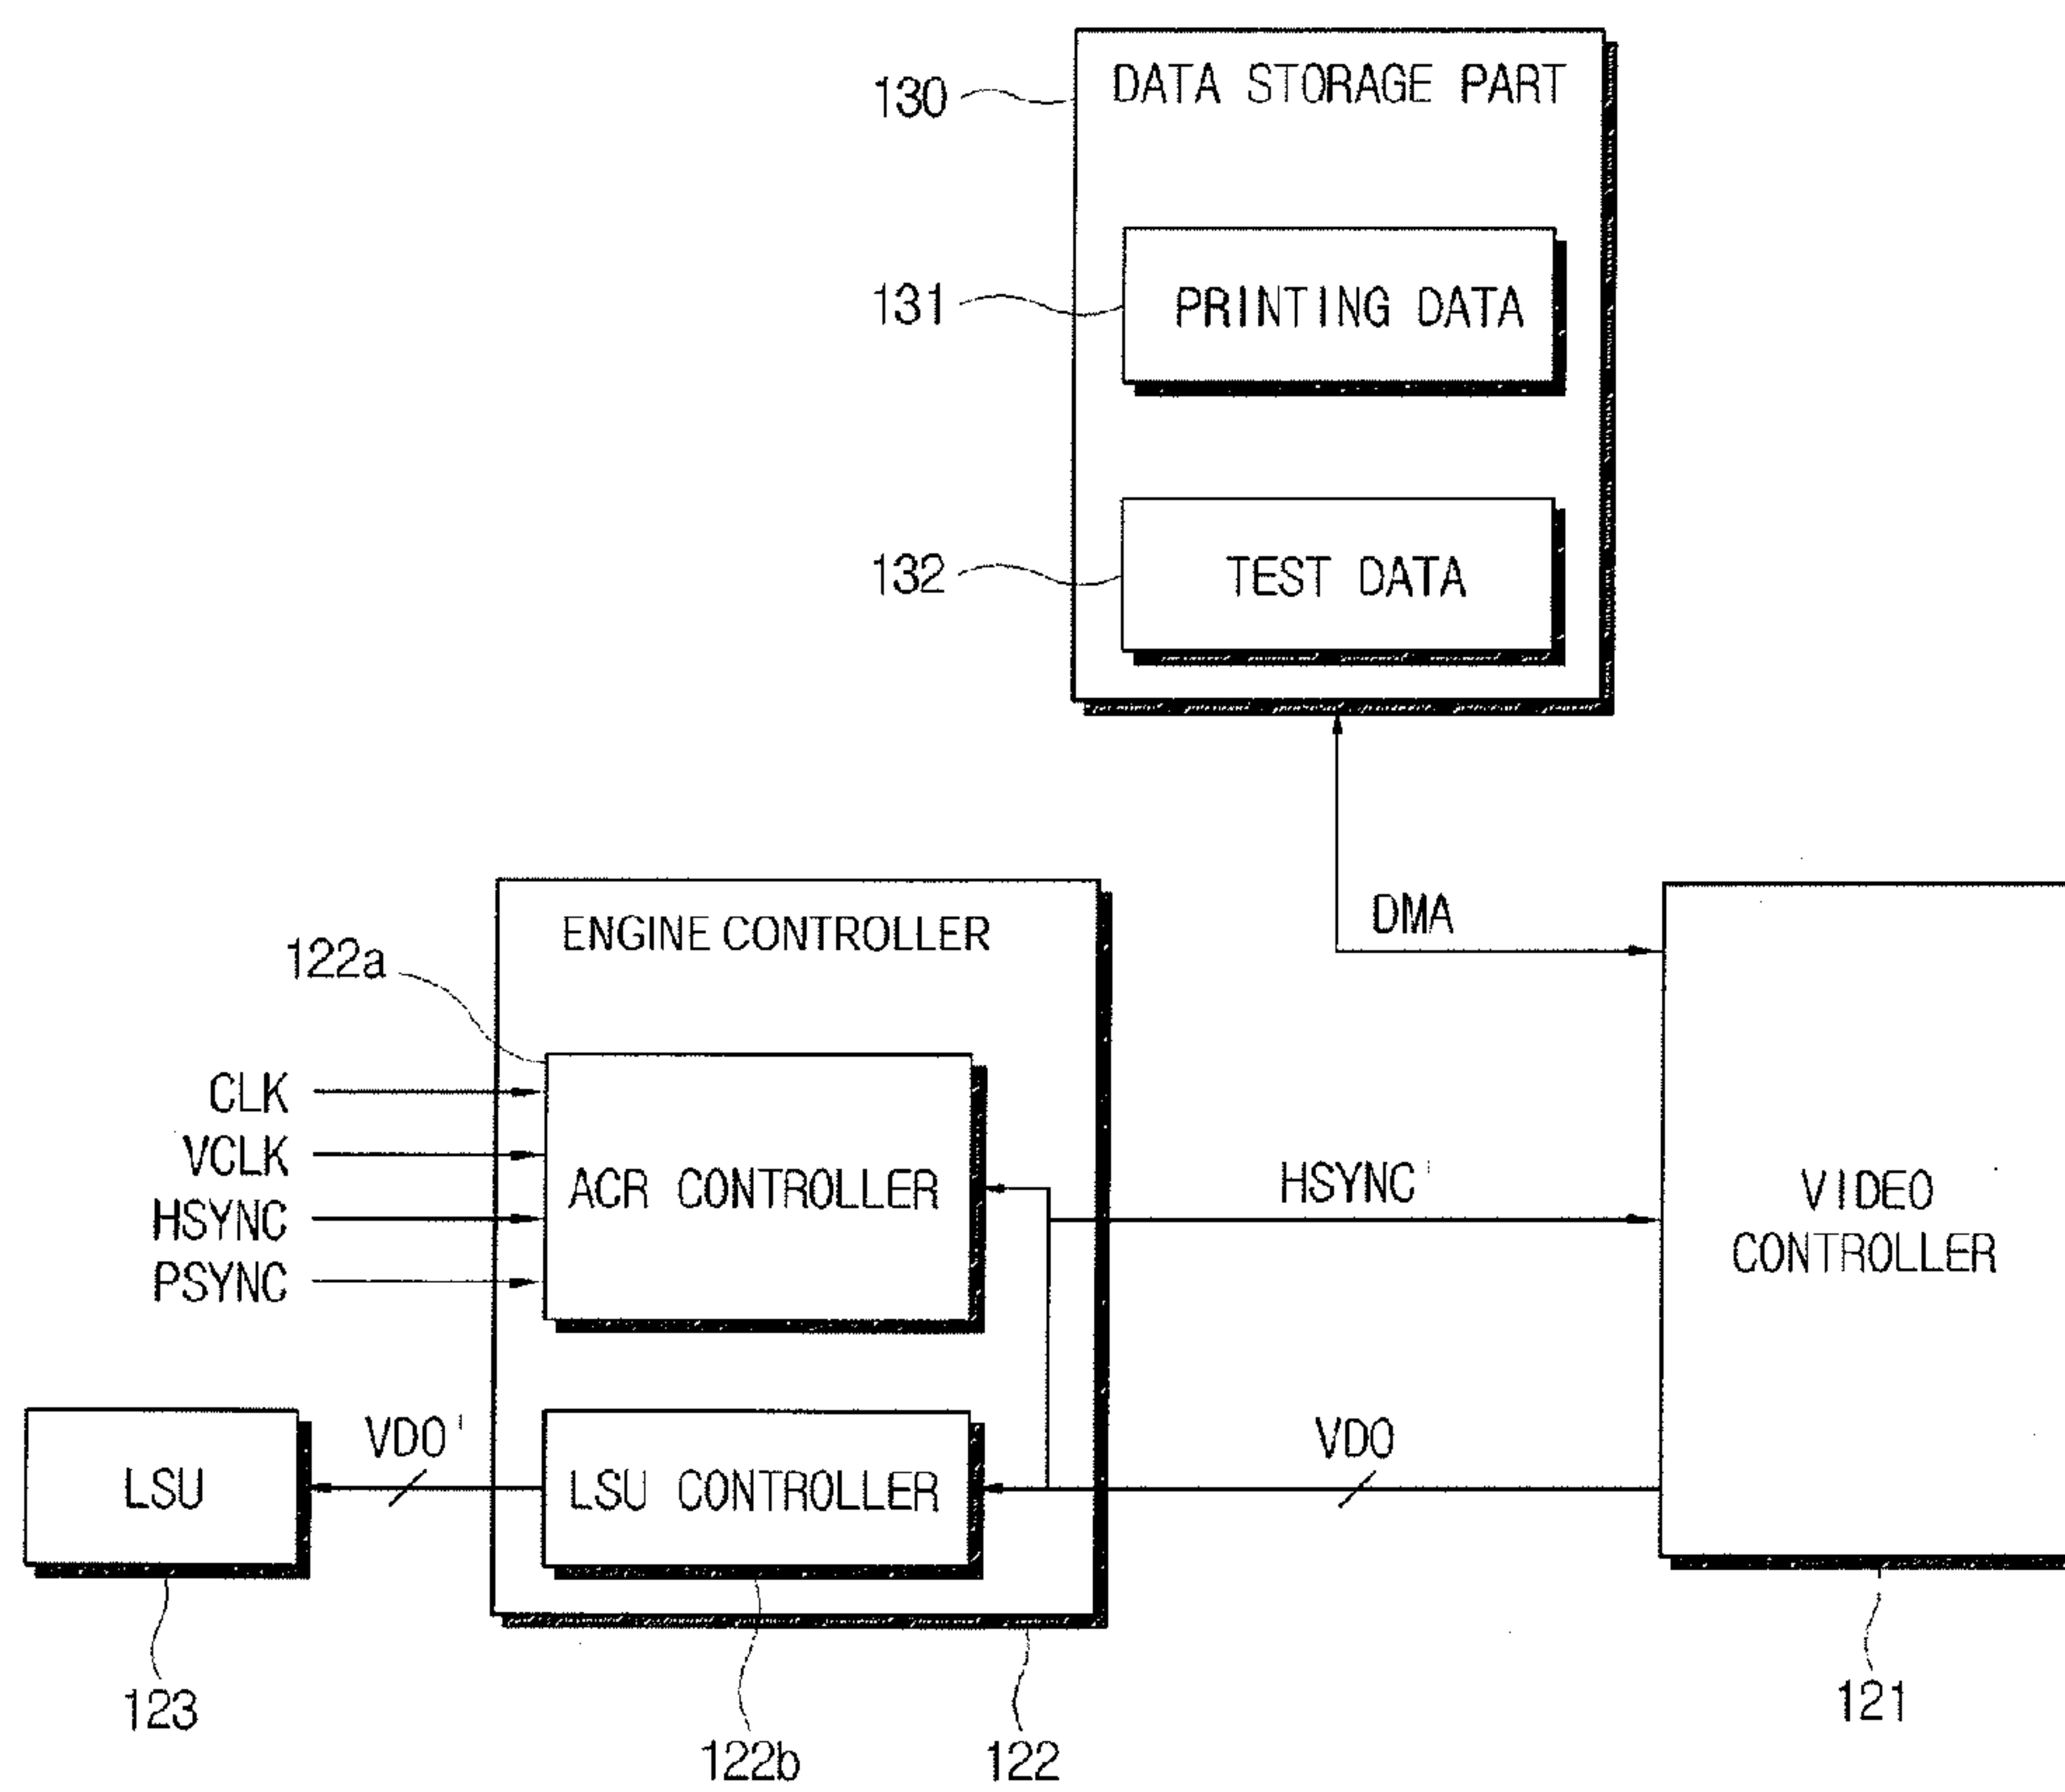 130
DATA STORAGE PART
131
PRINTING DATA
132
TEST DATA
DMA
ENGINE CONTROLLER
122a
CLK
VCLK
HSYNC
PSYNC
ACR CONTROLLER
HSYNC'
VIDEO
CONTROLLER
LSU
VDO'
LSU CONTROLLER
VDO
123
122b
122
121